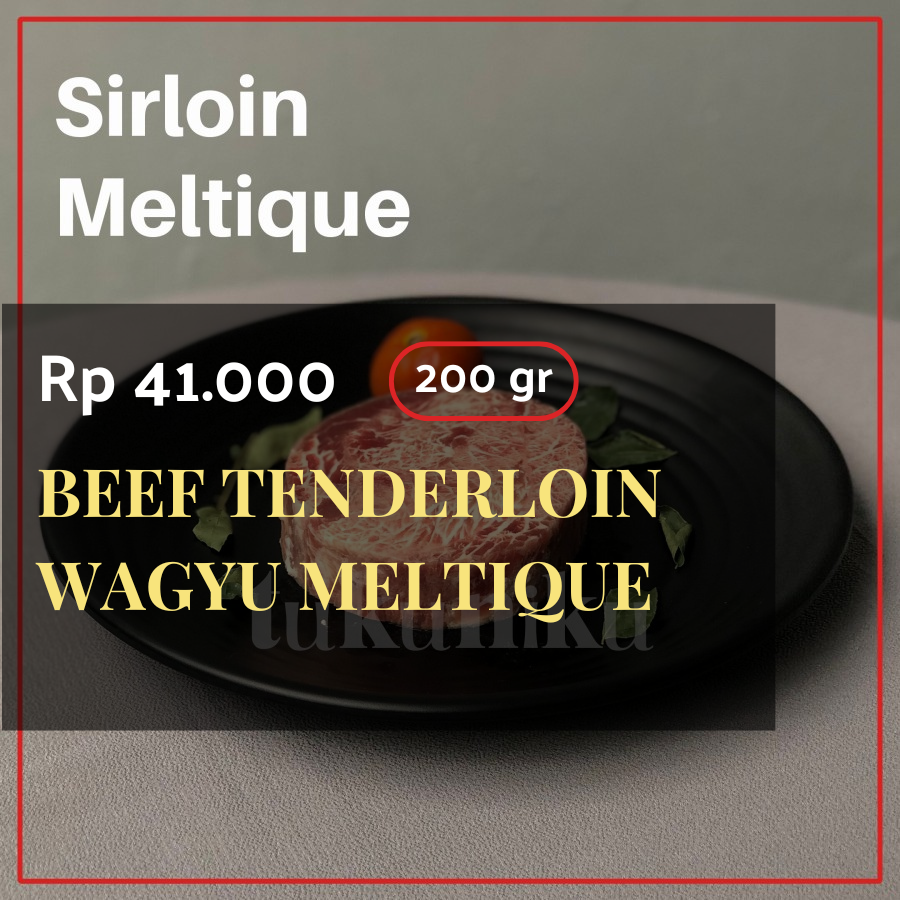 Sirloin
Meltique
Rp 41.000
200 gr
BEEF TENDERLOIN
WAGYU MELTIQUE